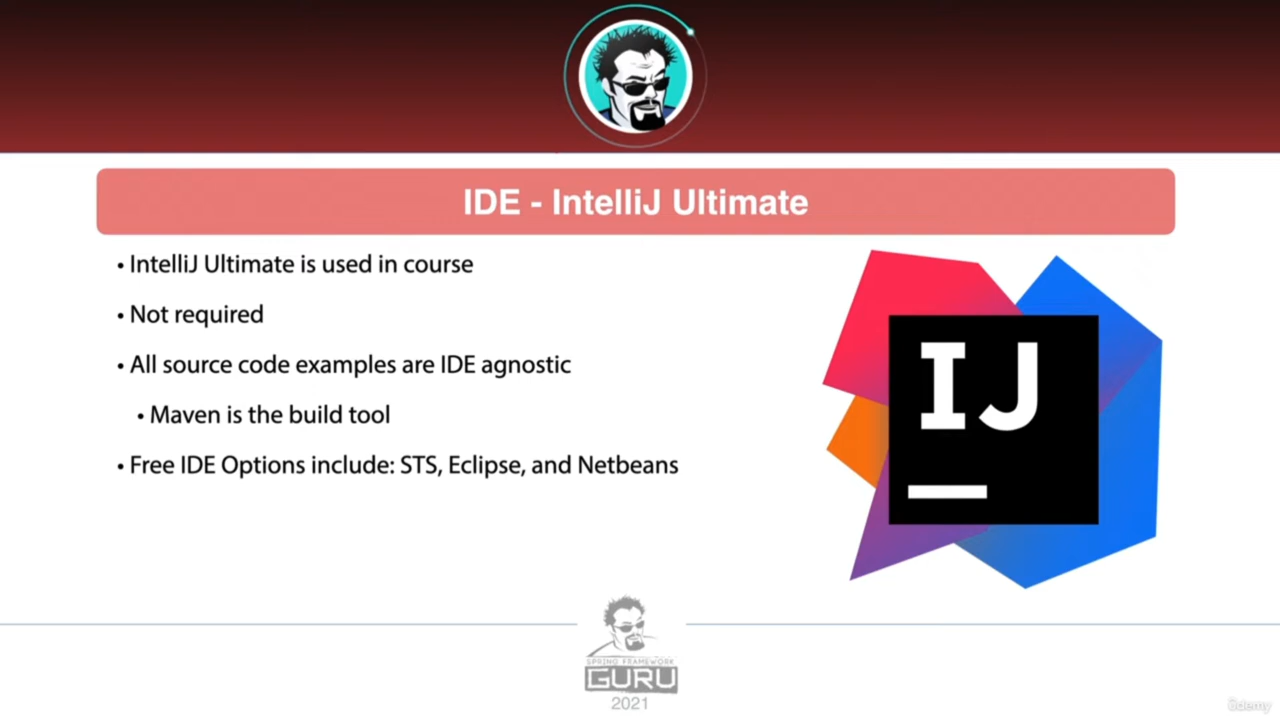 IDE - IntelliJ Ultimate
• IntelliJ Ultimate is used in course
• Not required
• All source code examples are IDE agnostic
• Maven is the build tool
• Free IDE Options include: STS, Eclipse, and Netbeans
IJ
SPRING FRAMEWORK
GURU
2021
Udemy